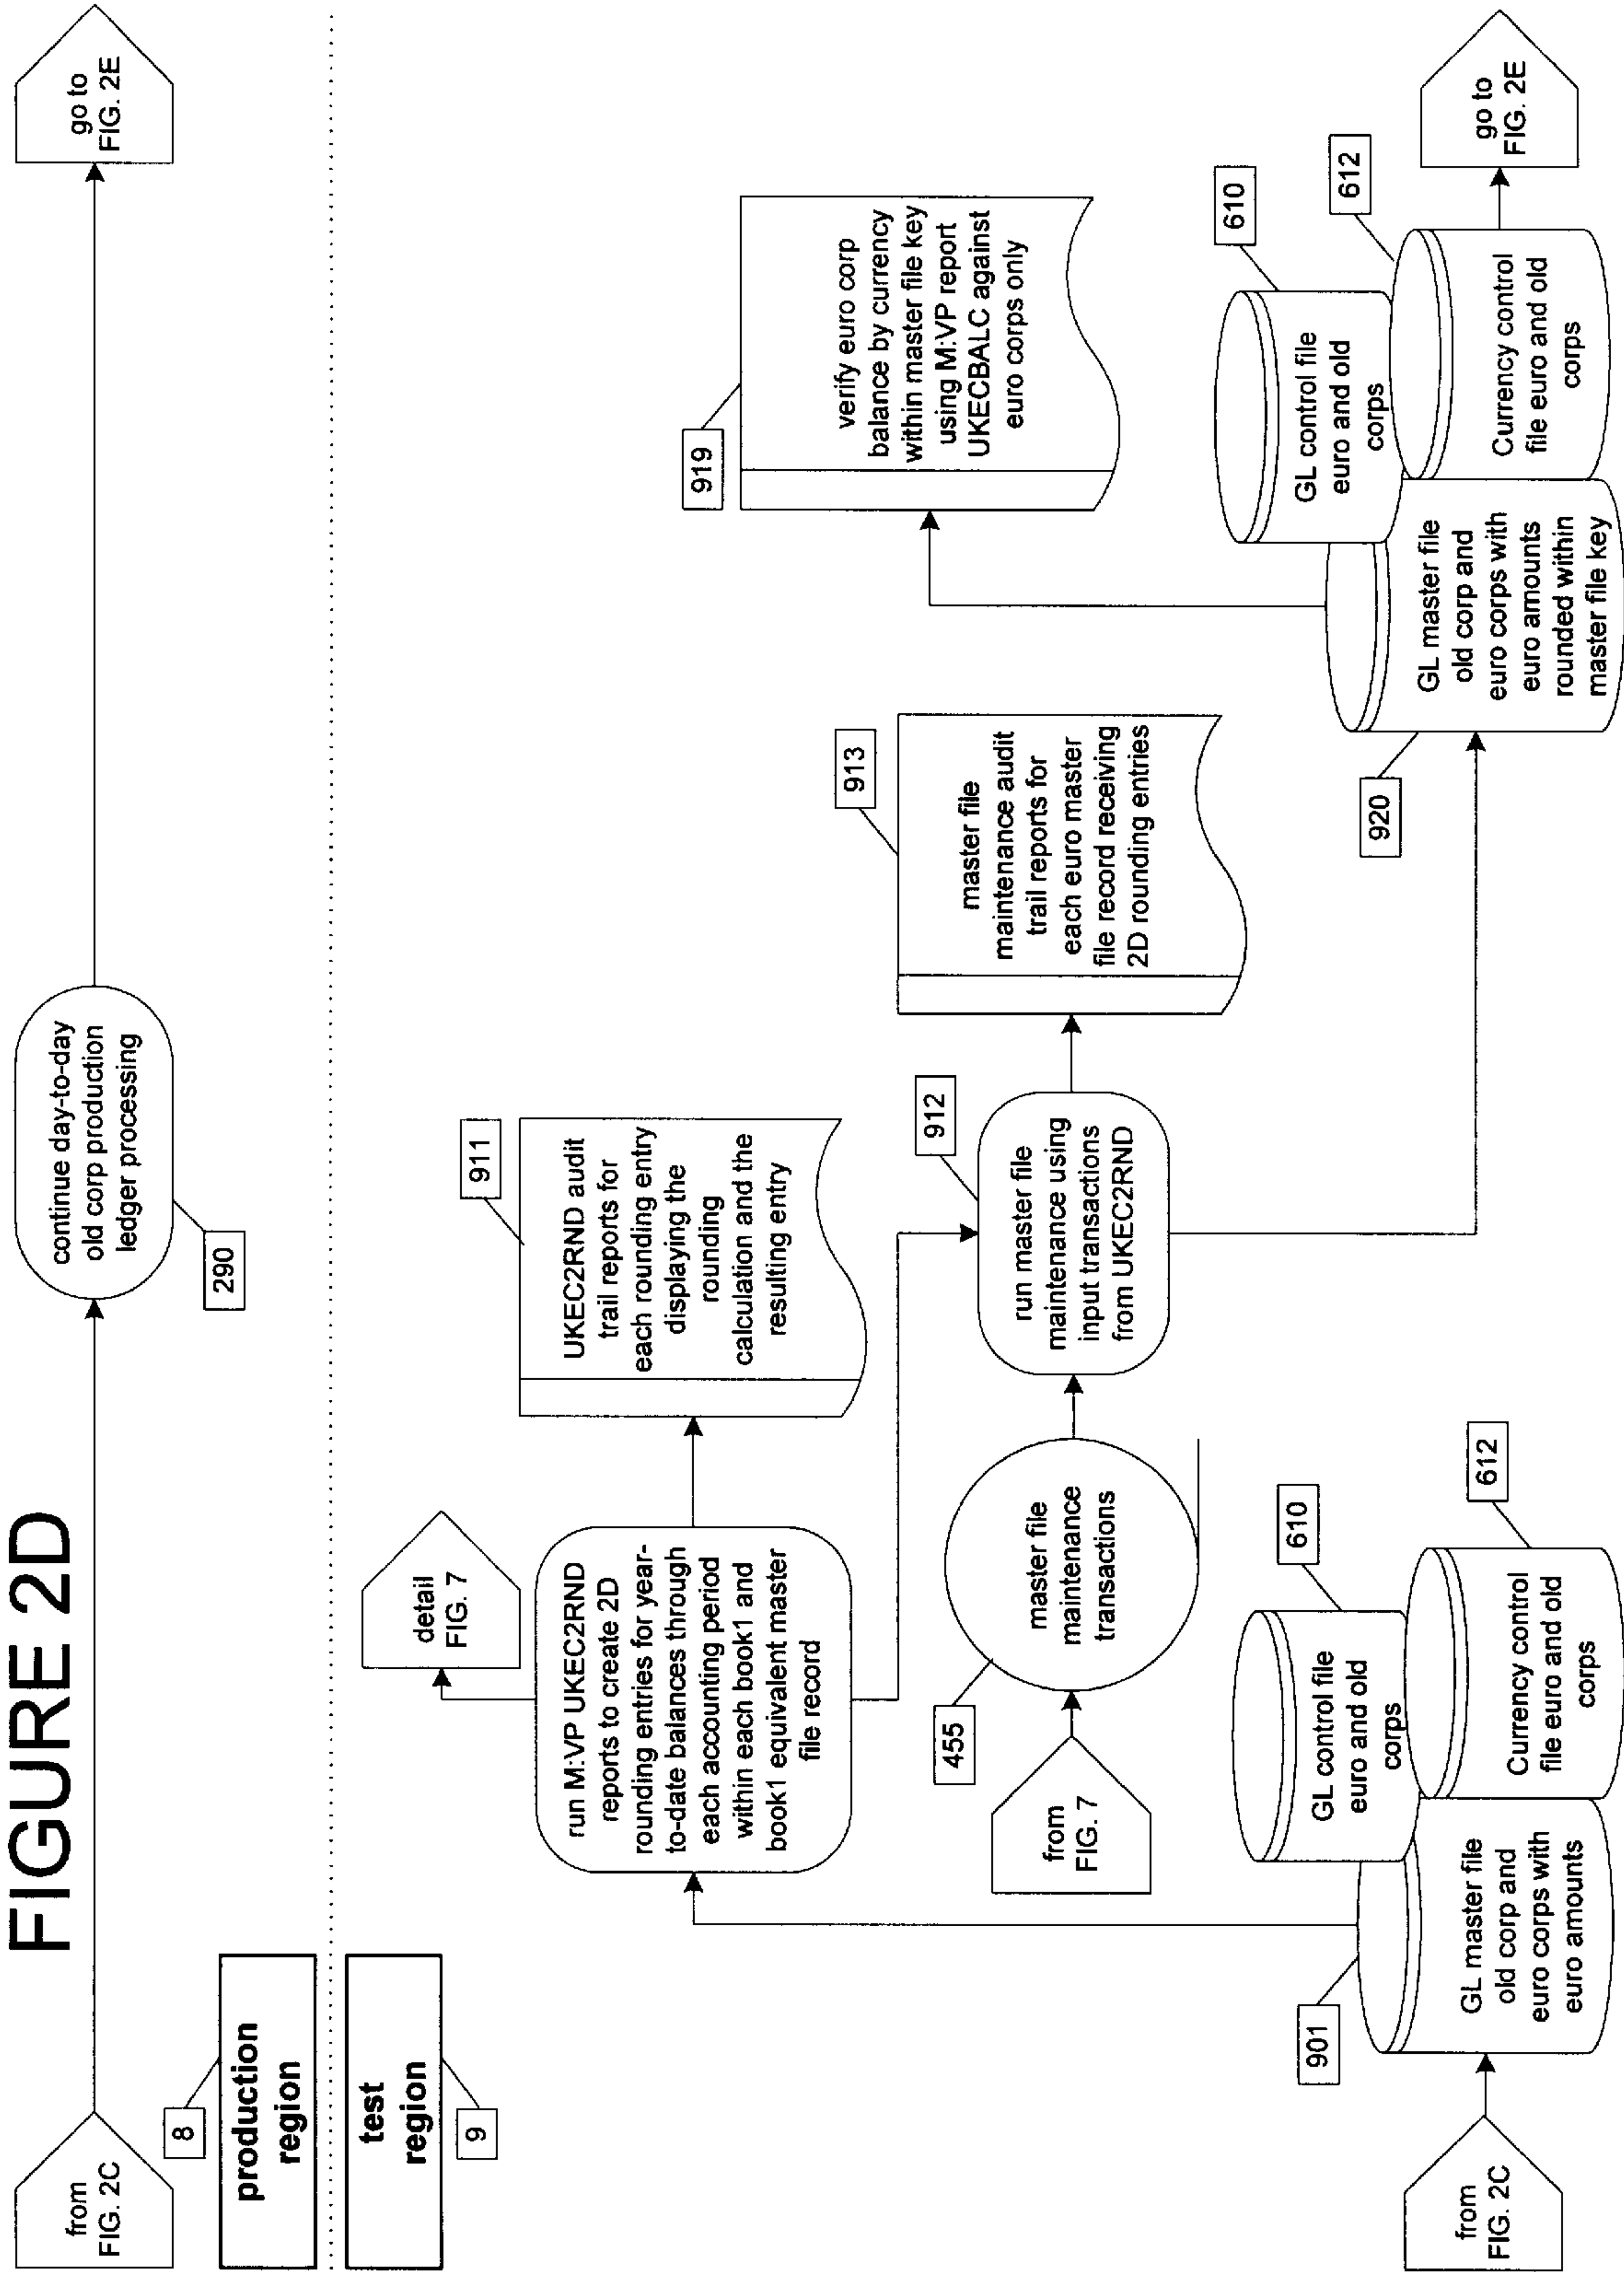 FIGURE 2D
from
FIG. 2C
continue day-to-day
old corp production
ledger processing
290
go to
FIG. 2E
8
production
region
test
region
9
detail
FIG. 7
run M:VP UKEC2RND
reports to create 2D
rounding entries for year-
to-date balances through
each accounting period
within each book1 and
book1 equivalent master
file record
911
UKEC2RND audit
trail reports for
each rounding entry
displaying the
rounding
calculation and the
resulting entry
from
FIG. 7
455
master file
maintenance
transactions
912
run master file
maintenance using
input transactions
from UKEC2RND
913
master file
maintenance audit
trail reports for
each euro master
file record receiving
2D rounding entries
919
verify euro corp
balance by currency
within master file key
using M:VP report
UKECBALC against
euro corps only
from
FIG. 2C
901
GL master file
old corp and
euro corps with
euro amounts
610
GL control file
euro and old
corps
612
Currency control
file euro and old
corps
920
GL master file
old corp and
euro corps with
euro amounts
rounded within
master file key
610
GL control file
euro and old
corps
612
Currency control
file euro and old
corps
go to
FIG. 2E